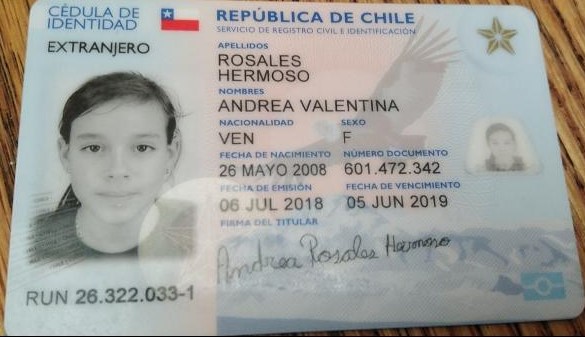 CÉDULA DE
IDENTIDAD
EXTRANJERO
REPÚBLICA DE CHILE
SERVICIO DE REGISTRO CIVIL E IDENTIFICACIÓN
APELLIDOS
ROSALES
HERMOSO
NOMBRES
ANDREA VALENTINA
NACIONALIDAD SEXO
VEN F
FECHA DE NACIMIENTO NÚMERO DOCUMENTO
26 MAYO 2008 601.472.342
FECHA DE EMISIÓN FECHA DE VENCIMIENTO
06 JUL 2018 05 JUN 2019
FIRMA DEL TITULAR
Andrea Rosales Hermoso
RUN 26.322.033-1